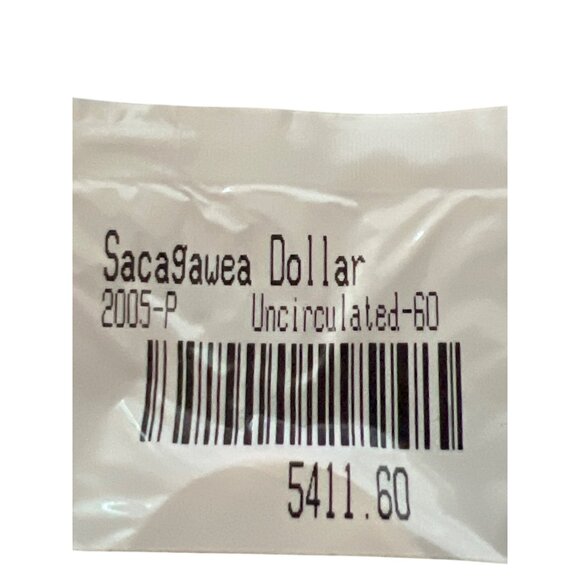 Sacagawea Dollar
2005-P Uncirculated-60
5411.60